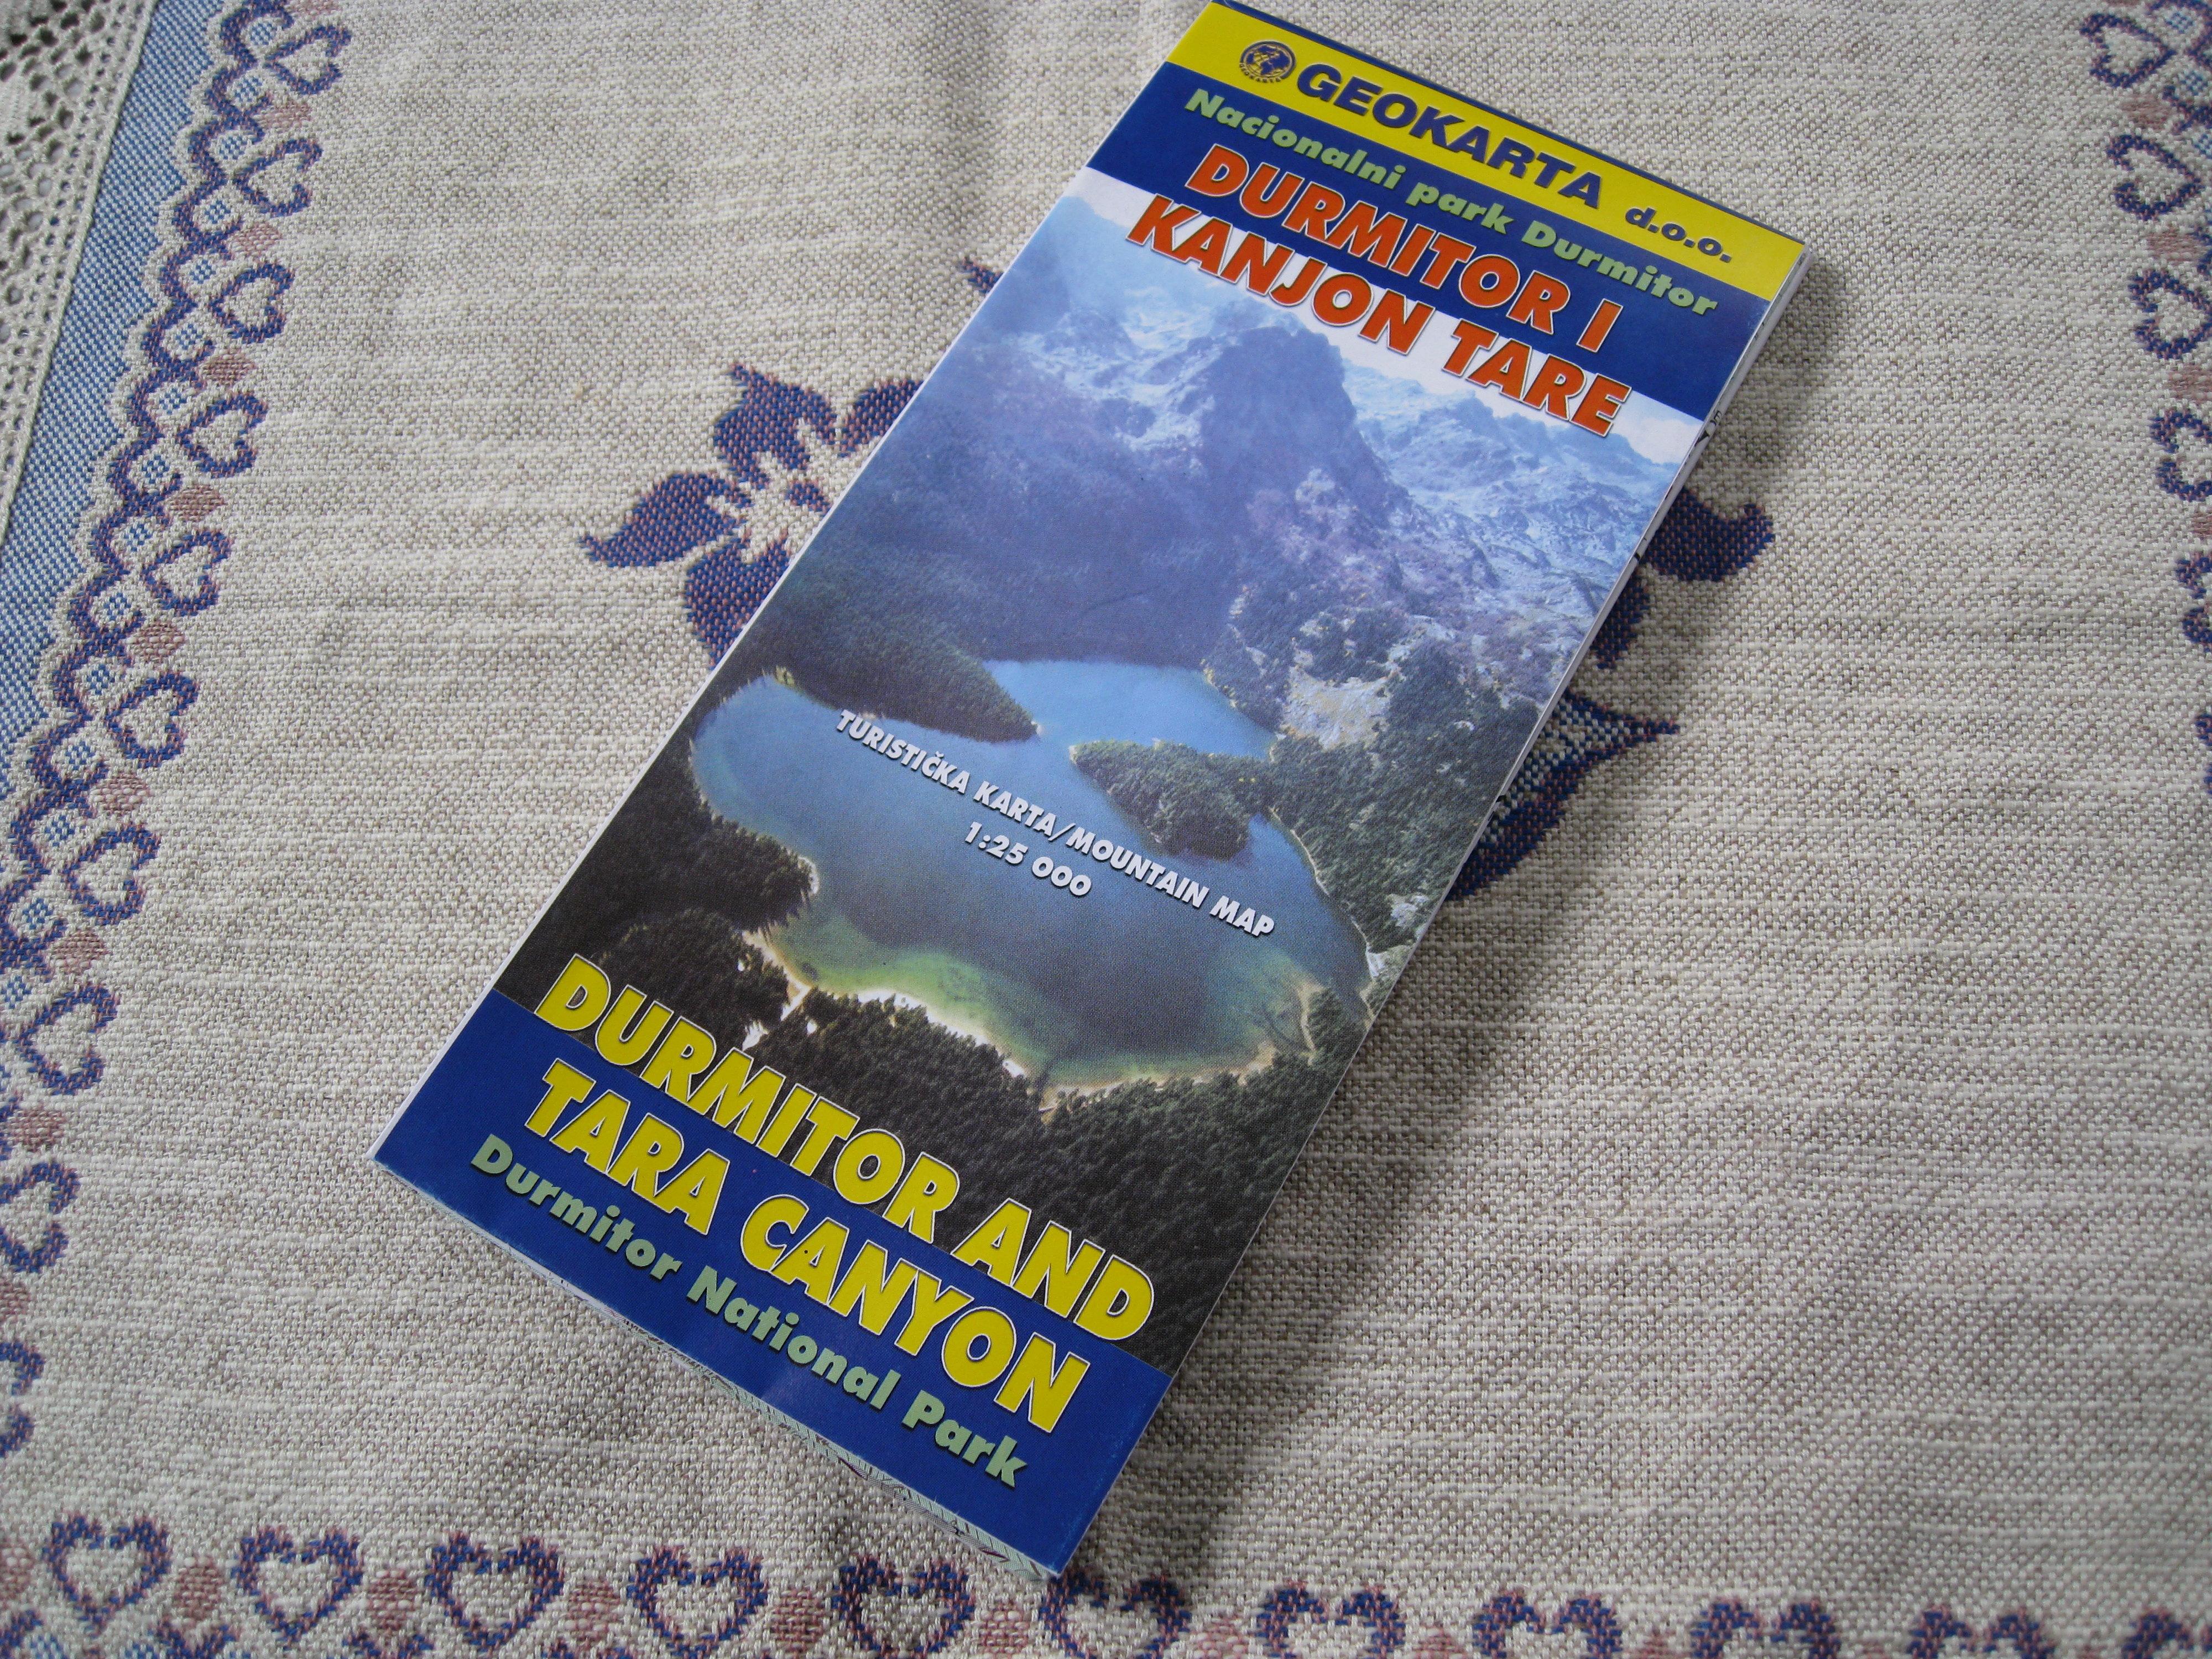 GEOKARTA d.o.o.
Nacionalni park Durmitor
DURMITOR I
KANJON TARE
TURISTIČKA KARTA/MOUNTAIN MAP
1:25 000
DURMITOR AND
TARA CANYON
Durmitor National Park